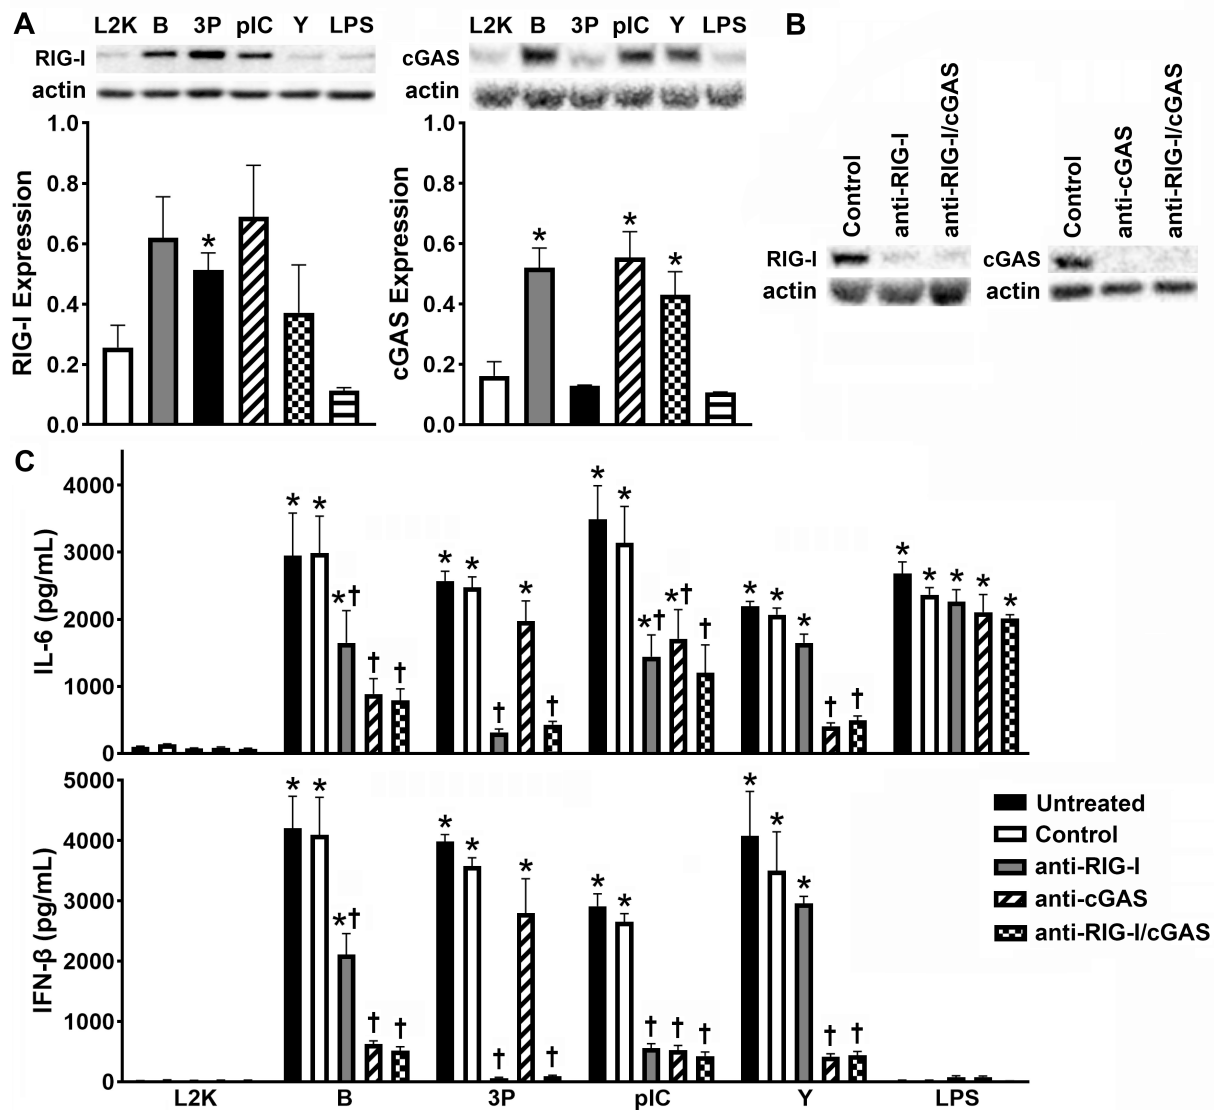 A
L2K B 3P pIC Y LPS
RIG-I
actin
1.0
0.8
0.6
0.4
0.2
0.0
RIG-I Expression
*
L2K B 3P pIC Y LPS
cGAS
actin
1.0
0.8
0.6
0.4
0.2
0.0
cGAS Expression
* * *
B
Control
anti-RIG-I
anti-RIG-I/cGAS
RIG-I
actin
Control
anti-cGAS
anti-RIG-I/cGAS
cGAS
actin
C
IL-6 (pg/mL)
4000
3000
2000
1000
0
* * *† † †
* * † * †
* * *† *† †
* * * † †
* * * * *
IFN-β (pg/mL)
5000
4000
3000
2000
1000
0
* * *† † †
* * † * †
* * † † †
* * * † †
L2K B 3P pIC Y LPS
Untreated
Control
anti-RIG-I
anti-cGAS
anti-RIG-I/cGAS